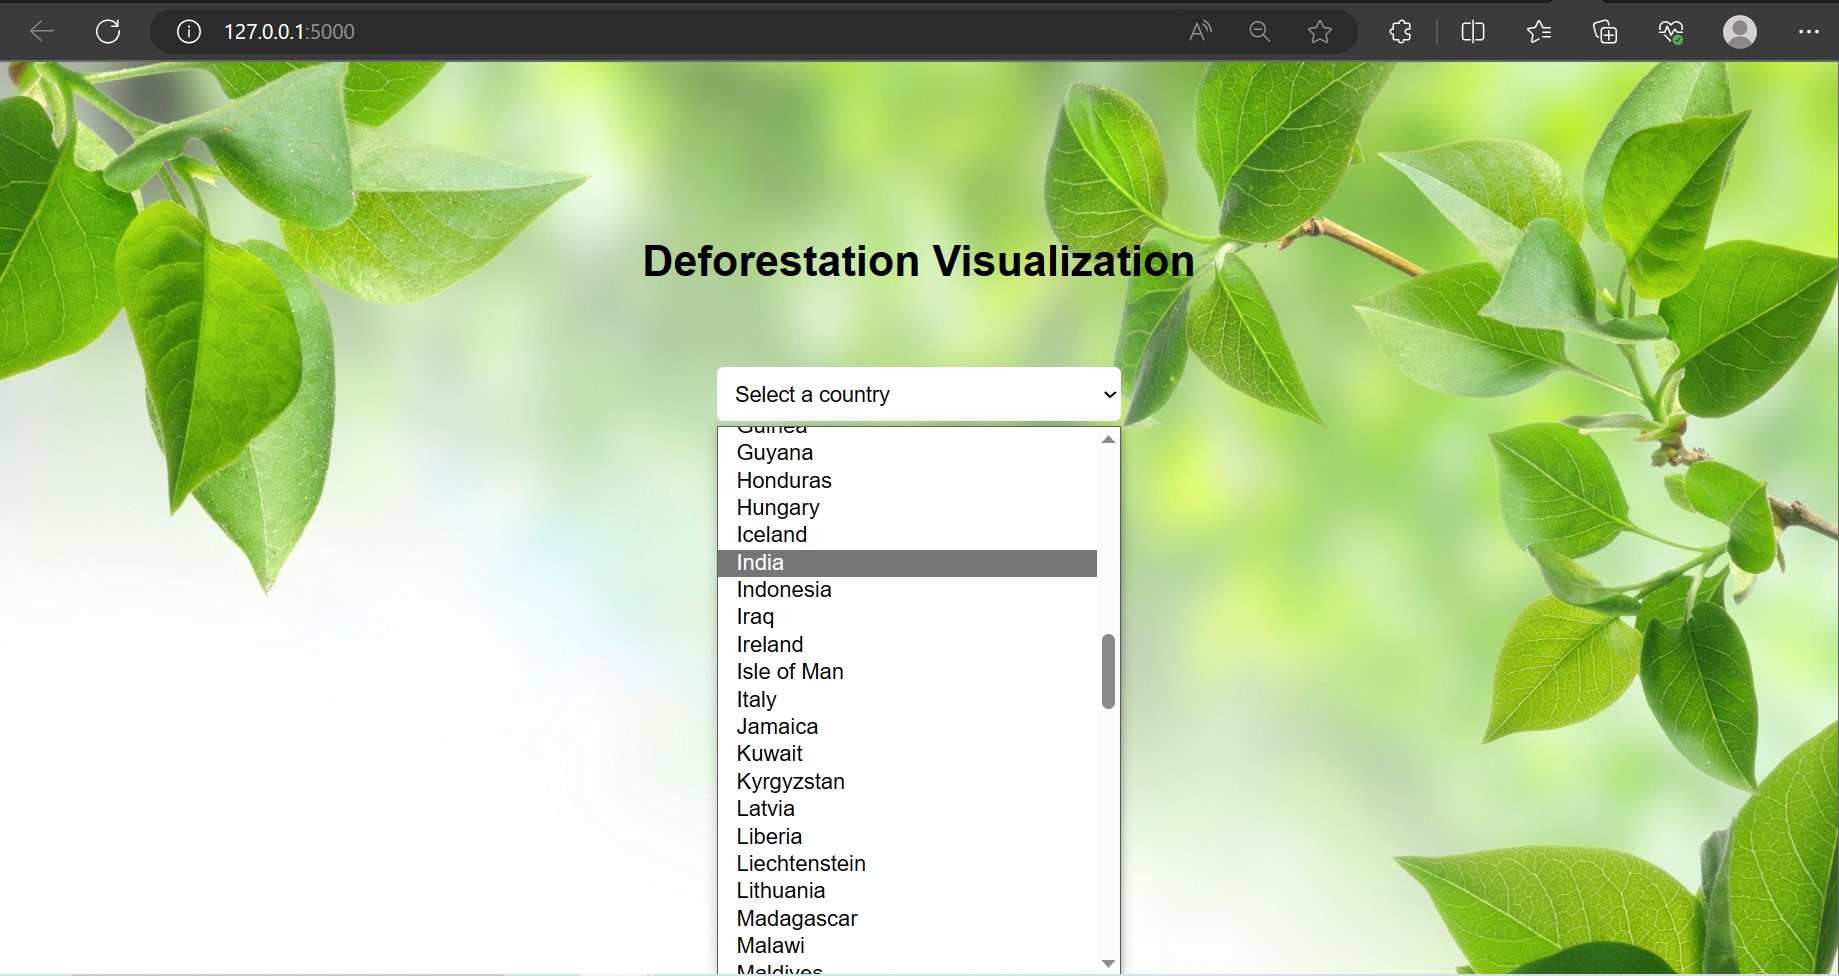 127.0.0.1:5000
Deforestation Visualization
Select a country
Guinea
Guyana
Honduras
Hungary
Iceland
India
Indonesia
Iraq
Ireland
Isle of Man
Italy
Jamaica
Kuwait
Kyrgyzstan
Latvia
Liberia
Liechtenstein
Lithuania
Madagascar
Malawi
Maldives